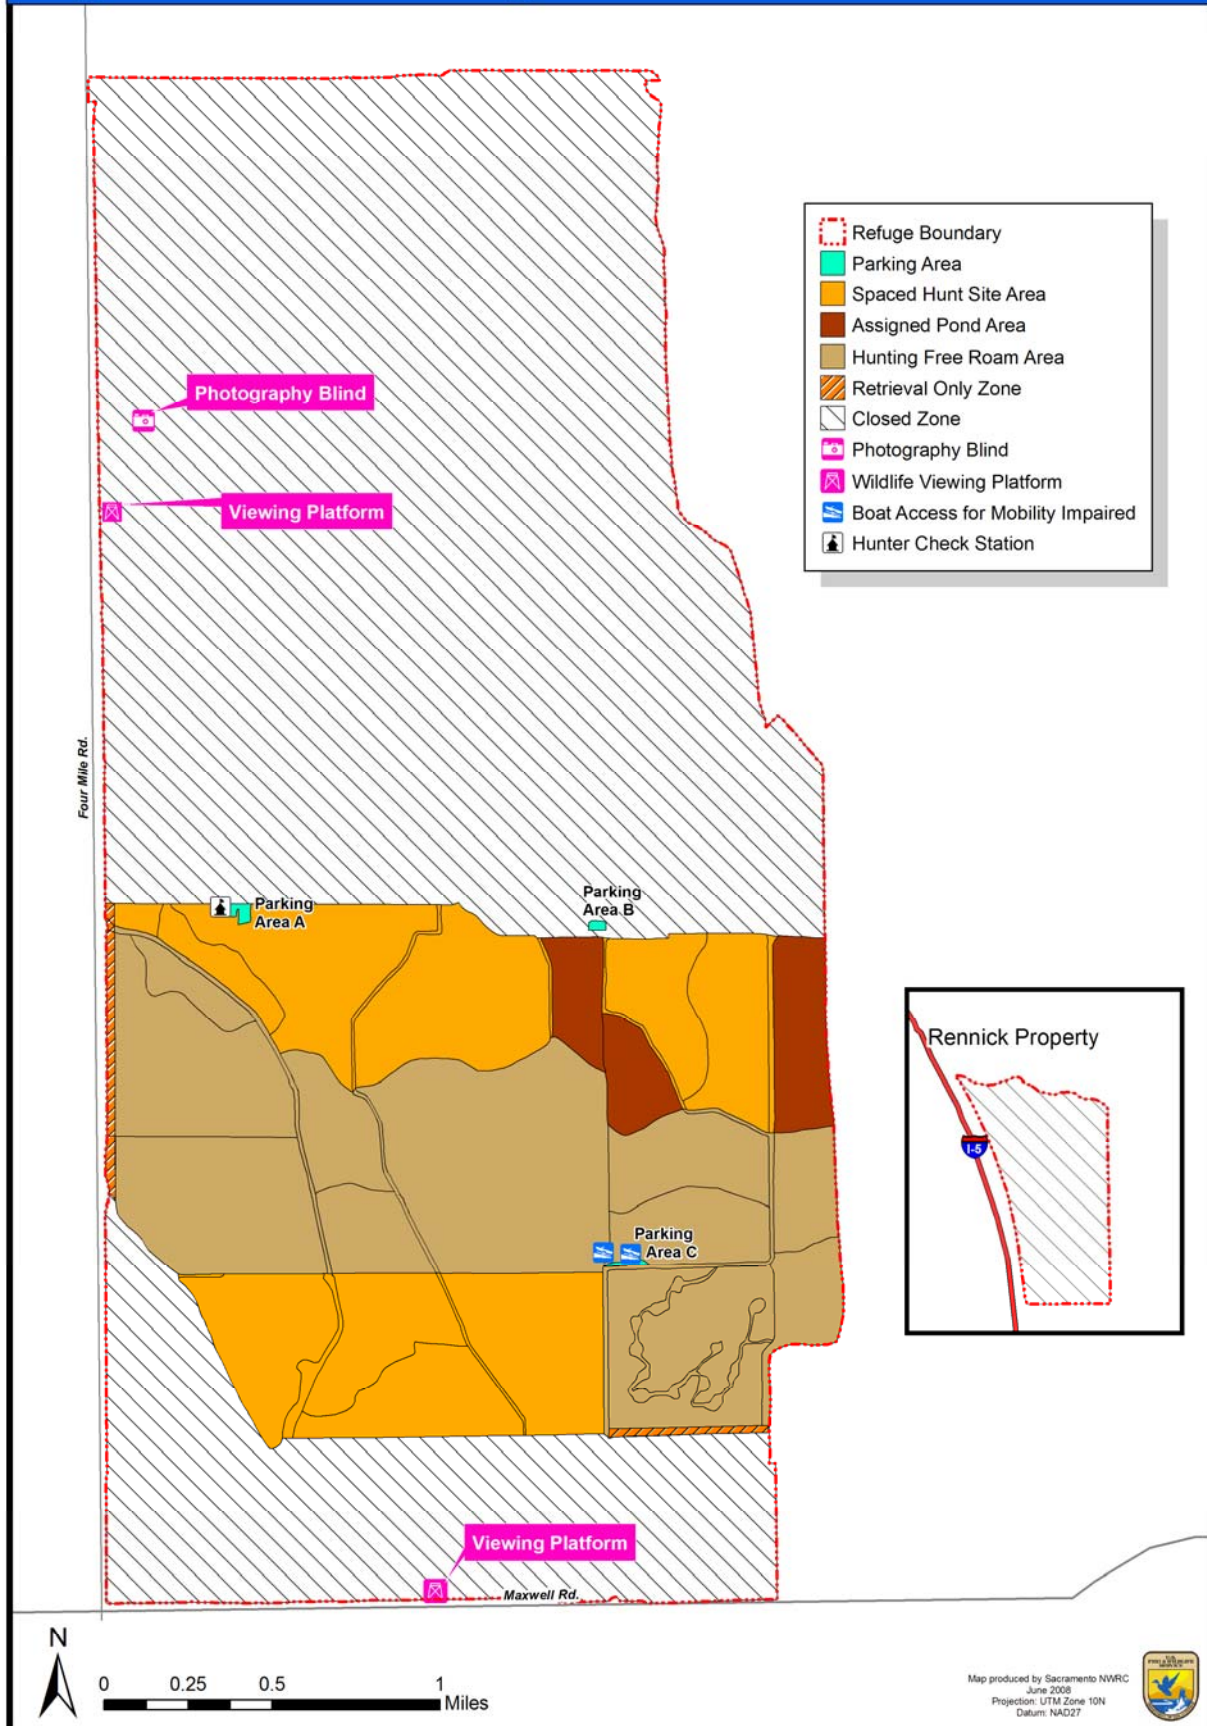 Refuge Boundary
Parking Area
Spaced Hunt Site Area
Assigned Pond Area
Hunting Free Roam Area
Retrieval Only Zone
Closed Zone
Photography Blind
Wildlife Viewing Platform
Boat Access for Mobility Impaired
Hunter Check Station
Photography Blind
Viewing Platform
Four Mile Rd.
Parking
Area A
Parking
Area B
Parking
Area C
Rennick Property
I-5
Viewing Platform
Maxwell Rd.
N
0 0.25 0.5 1
Miles
Map produced by Sacramento NWRC
June 2008
Projection: UTM Zone 10N
Datum: NAD27
U.S.
FISH & WILDLIFE
SERVICE